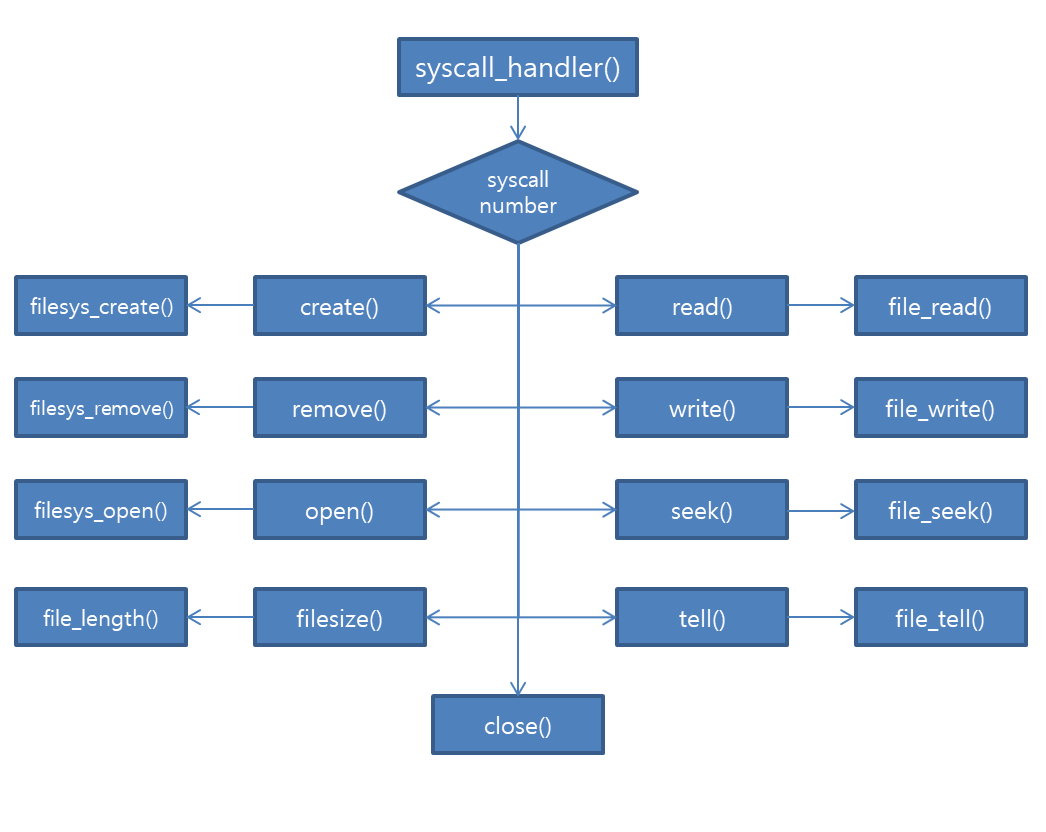 syscall_handler()
syscall
number
filesys_create()
create()
read()
file_read()
filesys_remove()
remove()
write()
file_write()
filesys_open()
open()
seek()
file_seek()
file_length()
filesize()
tell()
file_tell()
close()